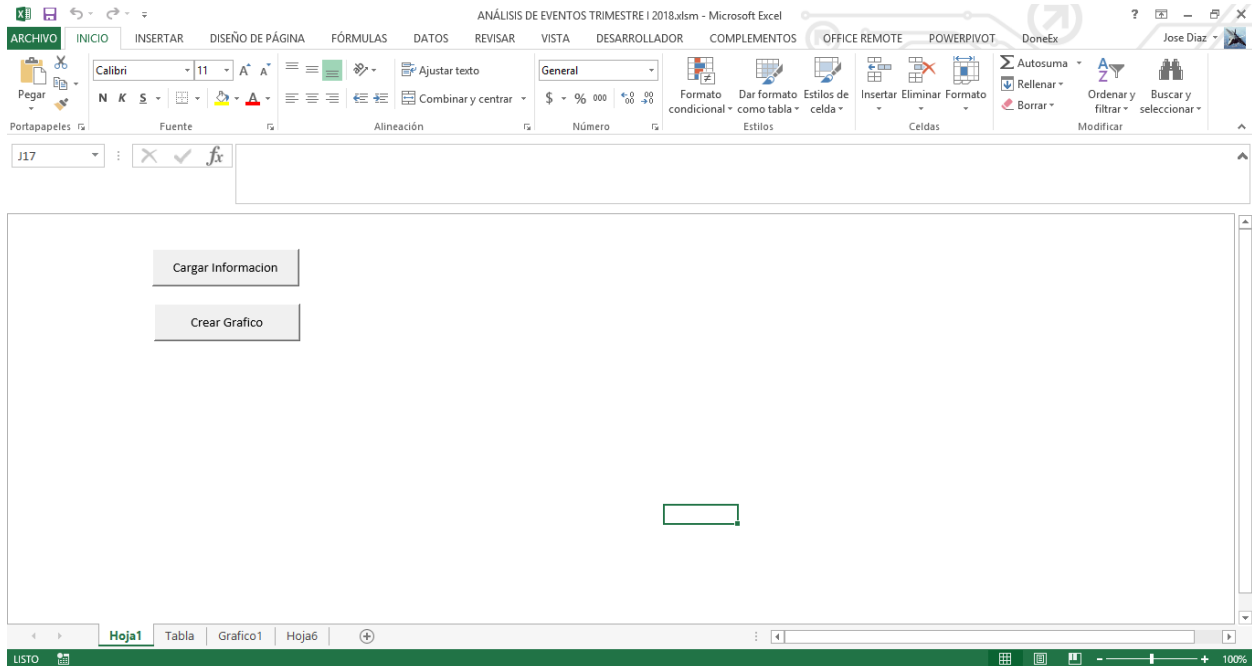 ANÁLISIS DE EVENTOS TRIMESTRE I 2018.xlsm - Microsoft Excel
ARCHIVO INICIO INSERTAR DISEÑO DE PÁGINA FÓRMULAS DATOS REVISAR VISTA DESARROLLADOR COMPLEMENTOS OFFICE REMOTE POWERPIVOT DoneEx Jose Diaz
Pegar
Portapapeles
Calibri 11
N K S
Fuente
Ajustar texto
Combinar y centrar
Alineación
General
$ % 000
Número
Formato condicional
Dar formato como tabla
Estilos de celda
Estilos
Insertar Eliminar Formato
Celdas
Autosuma
Rellenar
Borrar
Ordenar y filtrar
Buscar y seleccionar
Modificar
J17 fx
Cargar Informacion
Crear Grafico
Hoja1 Tabla Grafico1 Hoja6
LISTO 100%